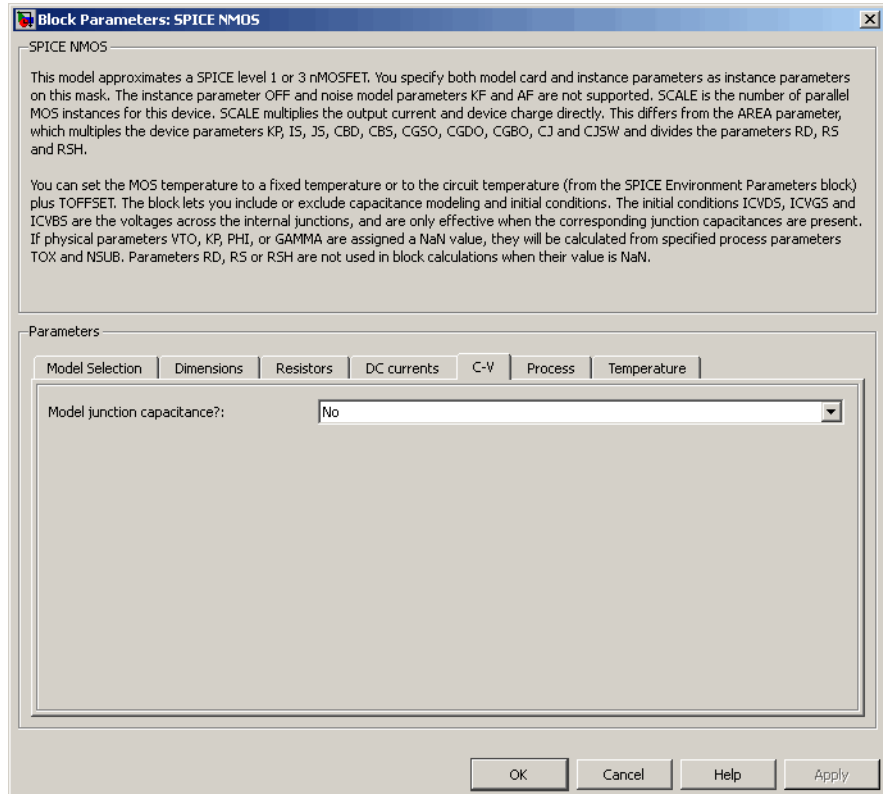 Block Parameters: SPICE NMOS
SPICE NMOS
This model approximates a SPICE level 1 or 3 nMOSFET. You specify both model card and instance parameters as instance parameters
on this mask. The instance parameter OFF and noise model parameters KF and AF are not supported. SCALE is the number of parallel
MOS instances for this device. SCALE multiplies the output current and device charge directly. This differs from the AREA parameter,
which multiples the device parameters KP, IS, JS, CBD, CBS, CGSO, CGDO, CGBO, CJ and CJSW and divides the parameters RD, RS
and RSH.
You can set the MOS temperature to a fixed temperature or to the circuit temperature (from the SPICE Environment Parameters block)
plus TOFFSET. The block lets you include or exclude capacitance modeling and initial conditions. The initial conditions ICVDS, ICVGS and
ICVBS are the voltages across the internal junctions, and are only effective when the corresponding junction capacitances are present.
If physical parameters VTO, KP, PHI, or GAMMA are assigned a NaN value, they will be calculated from specified process parameters
TOX and NSUB. Parameters RD, RS or RSH are not used in block calculations when their value is NaN.
Parameters
Model Selection Dimensions Resistors DC currents C-V Process Temperature
Model junction capacitance?: No
OK Cancel Help Apply